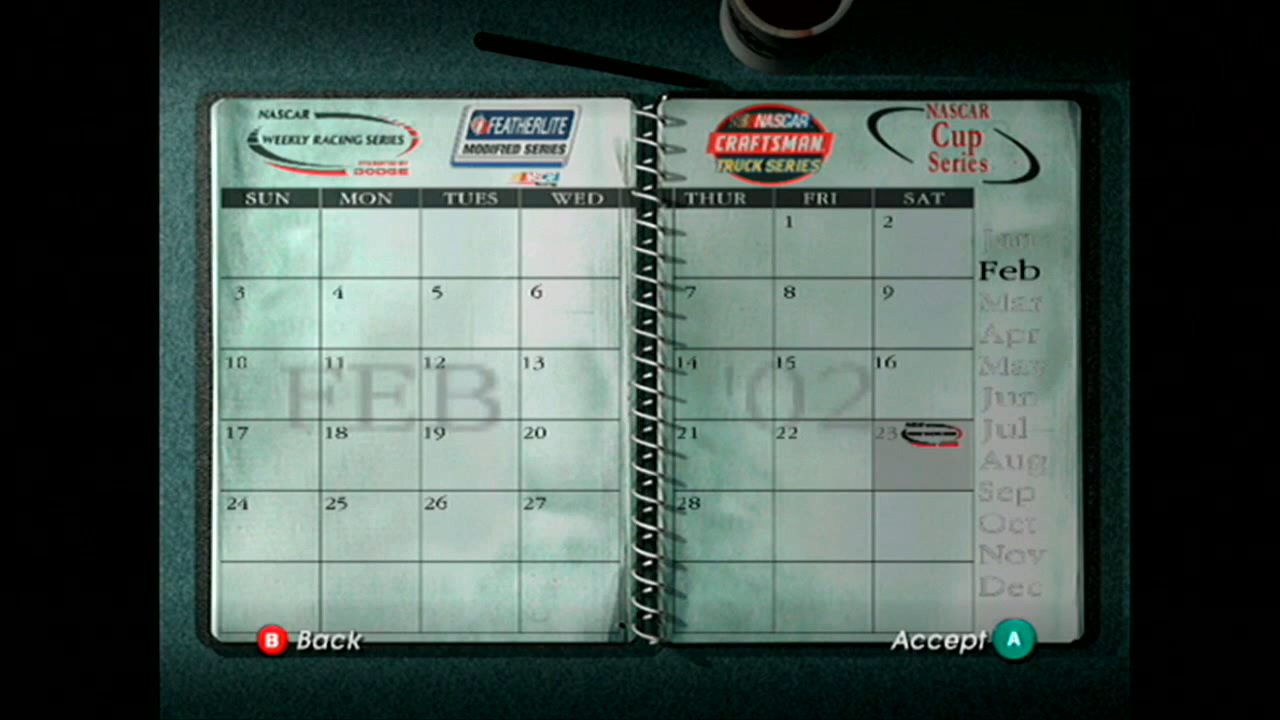 NASCAR
WEEKLY RACING SERIES
DODGE
FEATHERLITE
MODIFIED SERIES
NASCAR
CRAFTSMAN
TRUCK SERIES
NASCAR
Cup
Series
SUN MON TUES WED THUR FRI SAT
1 2
3 4 5 6 7 8 9
10 11 12 13 14 15 16
FEB '02
17 18 19 20 21 22 23
24 25 26 27 28
Jan
Feb
Mar
Apr
May
Jun
Jul
Aug
Sep
Oct
Nov
Dec
B Back
Accept A